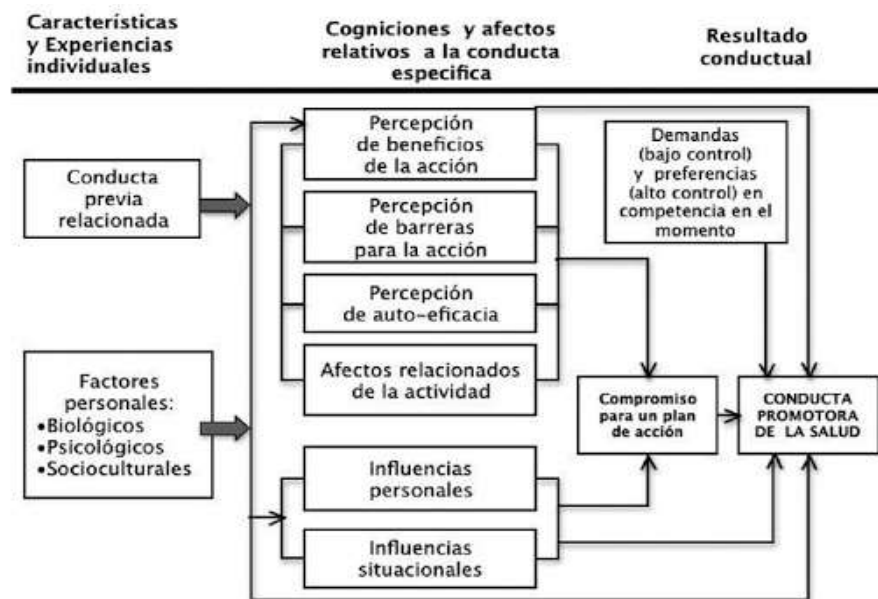 Características
y Experiencias
individuales
Cogniciones y afectos
relativos a la conducta
especifica
Resultado
conductual
Conducta
previa
relacionada
Factores
personales:
•Biológicos
•Psicológicos
•Socioculturales
Percepción
de beneficios
de la acción
Percepción
de barreras
para la acción
Percepción
de auto-eficacia
Afectos relacionados
de la actividad
Influencias
personales
Influencias
situacionales
Demandas
(bajo control)
y preferencias
(alto control) en
competencia en el
momento
Compromiso
para un plan
de acción
CONDUCTA
PROMOTORA
DE LA SALUD